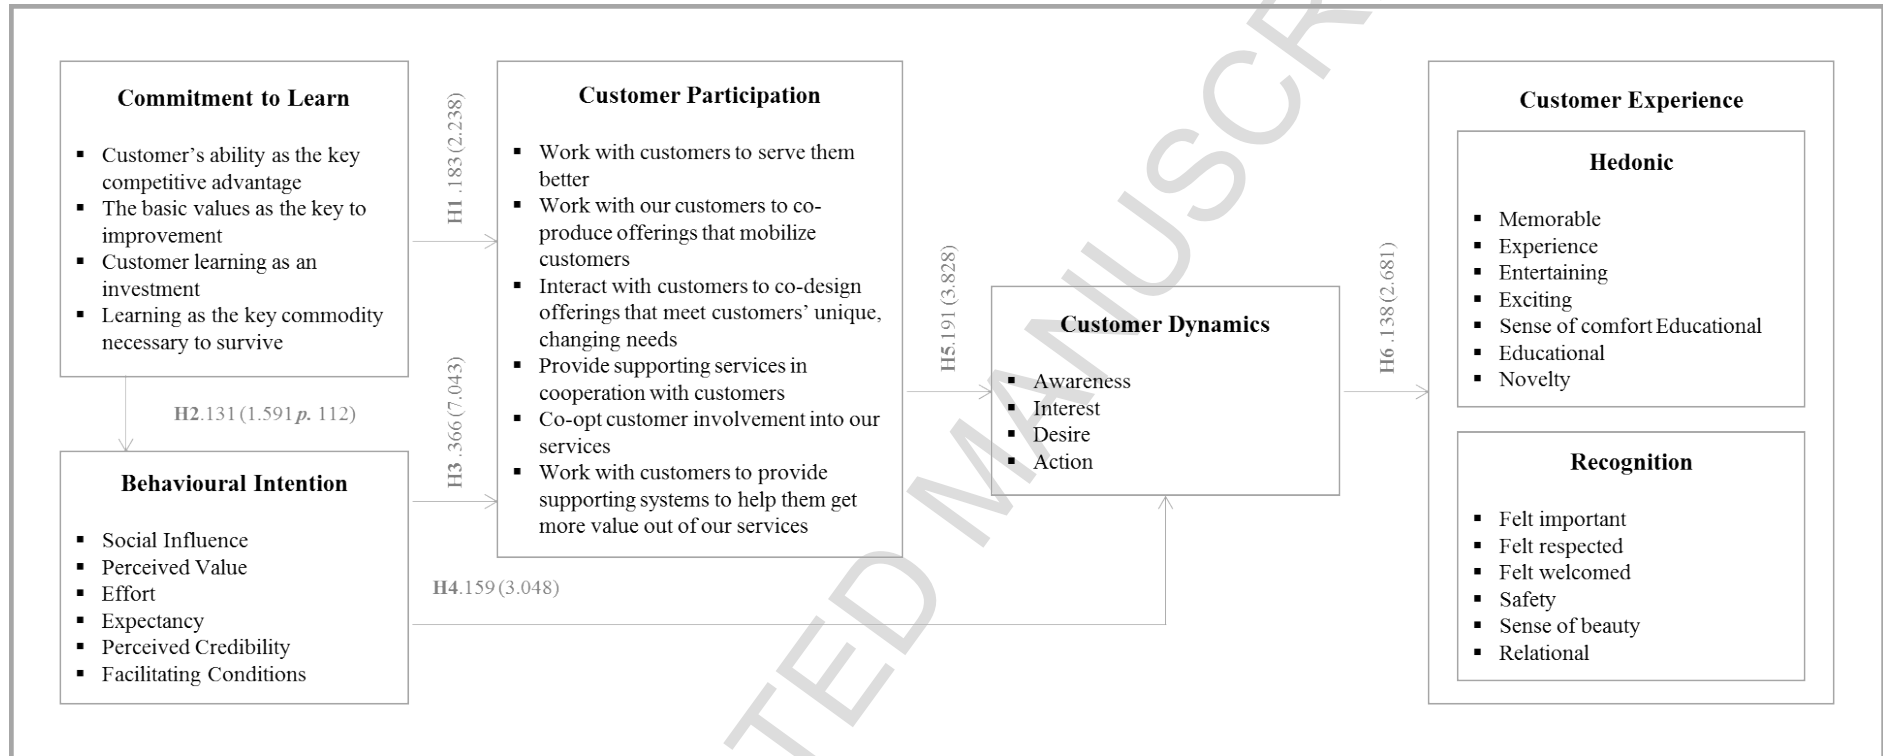 Commitment to Learn
▪ Customer’s ability as the key
competitive advantage
▪ The basic values as the key to
improvement
▪ Customer learning as an
investment
▪ Learning as the key commodity
necessary to survive
H1 .183 (2.238)
H2.131 (1.591 p. 112)
Behavioural Intention
▪ Social Influence
▪ Perceived Value
▪ Effort
▪ Expectancy
▪ Perceived Credibility
▪ Facilitating Conditions
H3 .366 (7.043)
H4.159 (3.048)
Customer Participation
▪ Work with customers to serve them
better
▪ Work with our customers to co-
produce offerings that mobilize
customers
▪ Interact with customers to co-design
offerings that meet customers’ unique,
changing needs
▪ Provide supporting services in
cooperation with customers
▪ Co-opt customer involvement into our
services
▪ Work with customers to provide
supporting systems to help them get
more value out of our services
H5.191 (3.828)
Customer Dynamics
▪ Awareness
▪ Interest
▪ Desire
▪ Action
H6 .138 (2.681)
Customer Experience
Hedonic
▪ Memorable
▪ Experience
▪ Entertaining
▪ Exciting
▪ Sense of comfort Educational
▪ Educational
▪ Novelty
Recognition
▪ Felt important
▪ Felt respected
▪ Felt welcomed
▪ Safety
▪ Sense of beauty
▪ Relational
TED MANUSCR